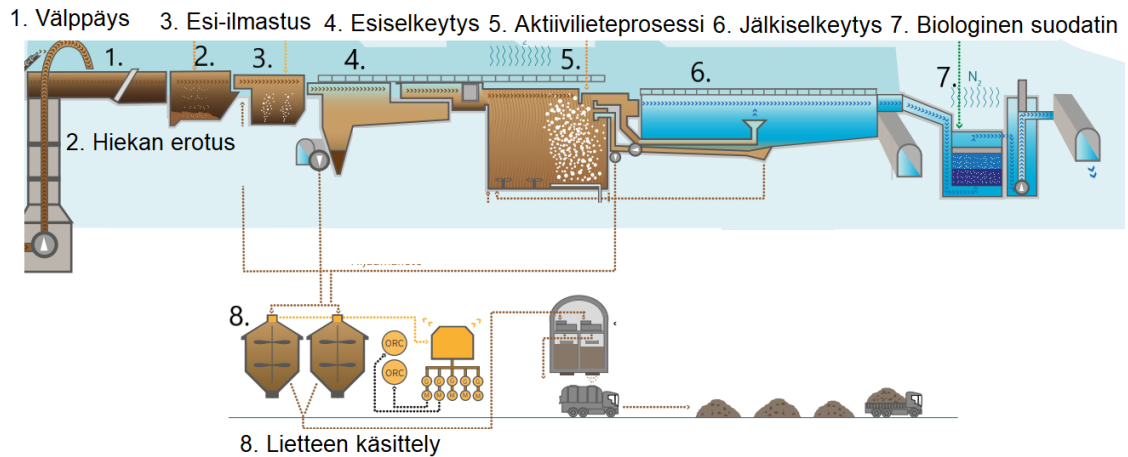 1. Välppäys 3. Esi-ilmastus 4. Esiselkeytys 5. Aktiivilieteprosessi 6. Jälkiselkeytys 7. Biologinen suodatin
1. 2. 3. 4. 5. 6. 7. N2
2. Hiekan erotus
8.
ORC
ORC
G G G G G
M M M M M
8. Lietteen käsittely